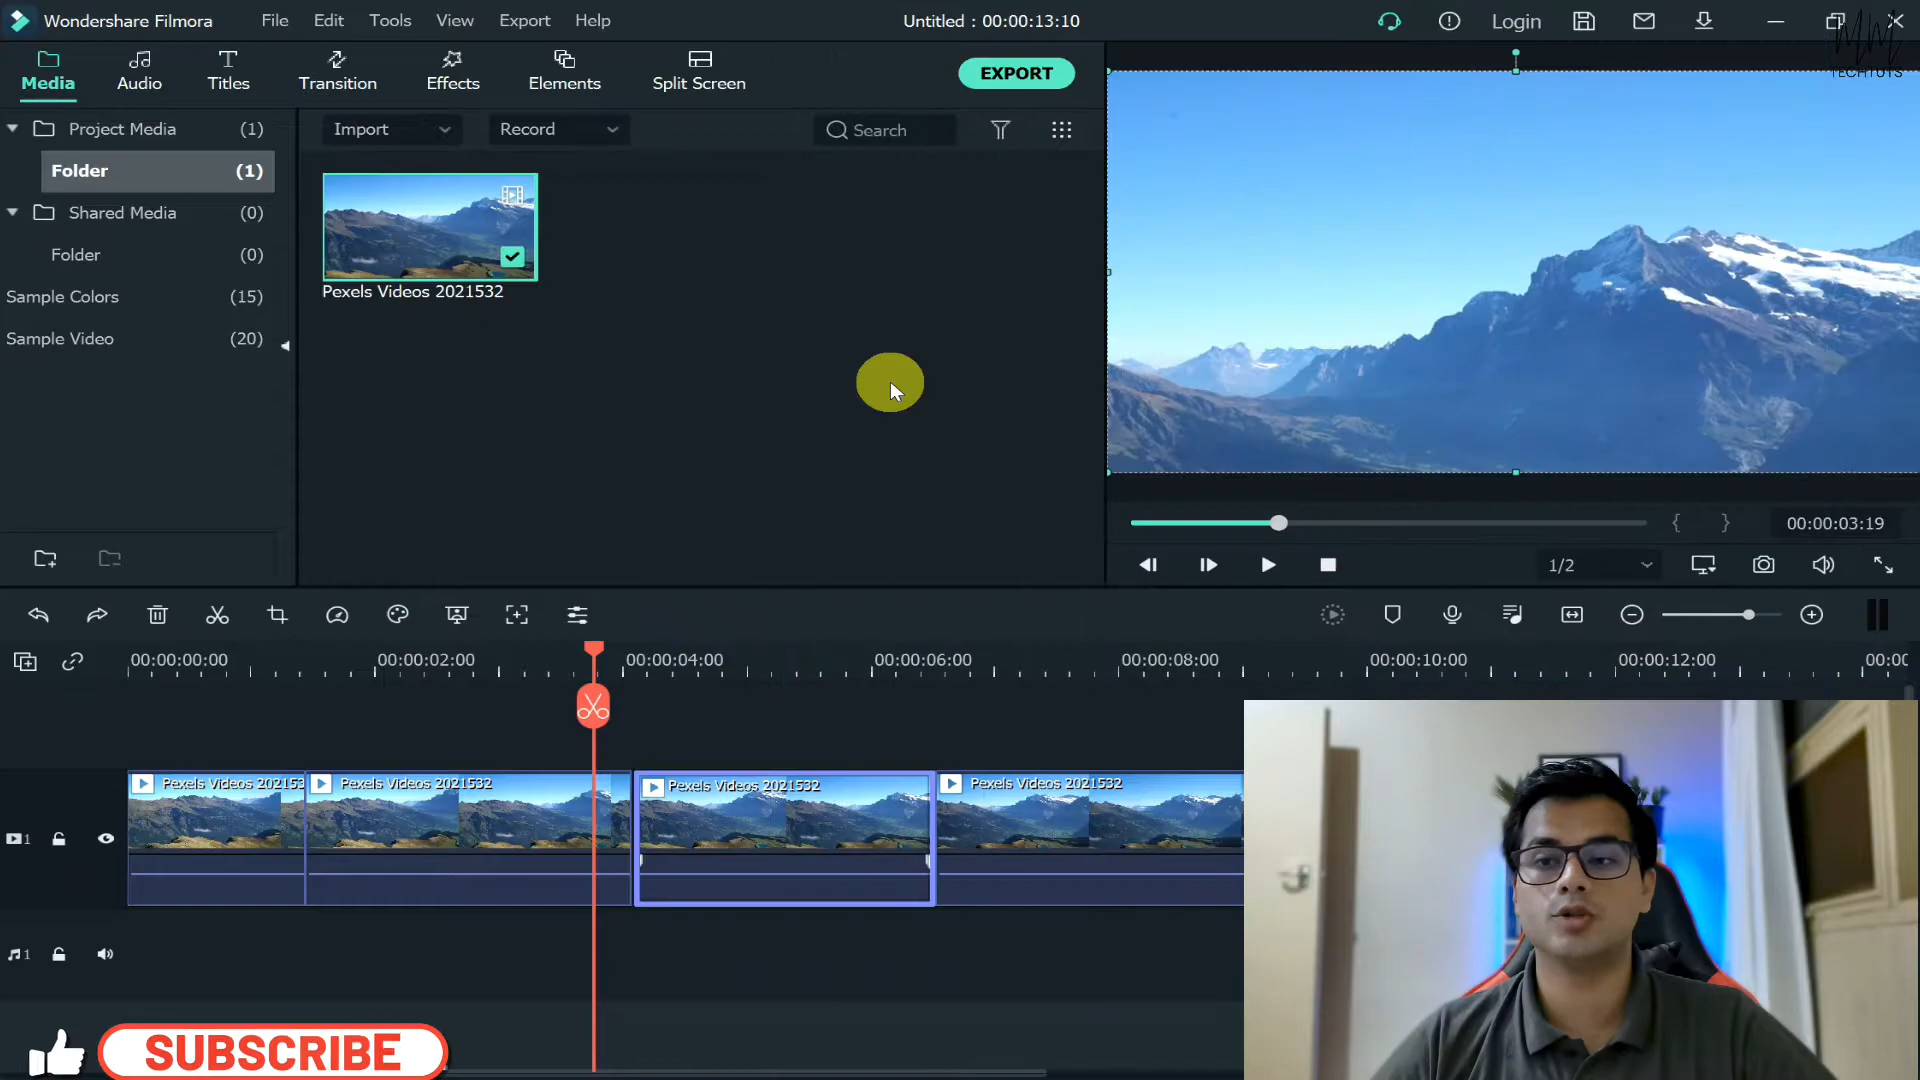 Wondershare Filmora
File
Edit
Tools
View
Export
Help
Untitled : 00:00:13:10
Login
Media
Audio
Titles
Transition
Effects
Elements
Split Screen
EXPORT
TECHTUTS
Project Media (1)
Folder (1)
Shared Media (0)
Folder (0)
Sample Colors (15)
Sample Video (20)
Import
Record
Search
Pexels Videos 2021532
{ }
00:00:03:19
1/2
00:00:00:00
00:00:02:00
00:00:04:00
00:00:06:00
00:00:08:00
00:00:10:00
00:00:12:00
00:00
Pexels Videos 202153
Pexels Videos 2021532
Pexels Videos 2021532
Pexels Videos 2021532
1
1
SUBSCRIBE